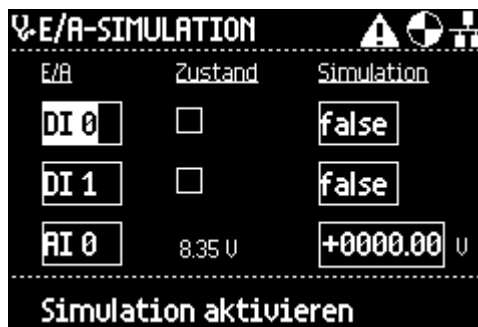 E/A-SIMULATION
E/A Zustand Simulation
DI 0 false
DI 1 false
AI 0 8.35 V +0000.00 V
Simulation aktivieren